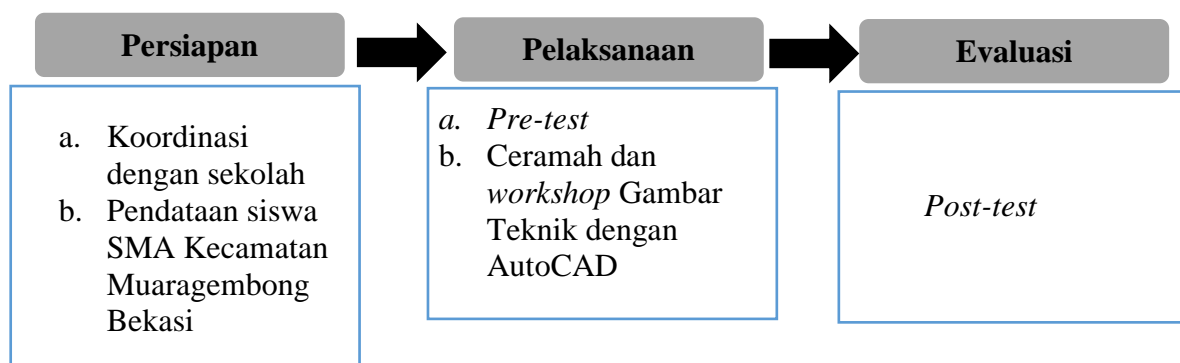 Persiapan
a. Koordinasi
dengan sekolah
b. Pendataan siswa
SMA Kecamatan
Muaragembong
Bekasi
Pelaksanaan
a. Pre-test
b. Ceramah dan
workshop Gambar
Teknik dengan
AutoCAD
Evaluasi
Post-test